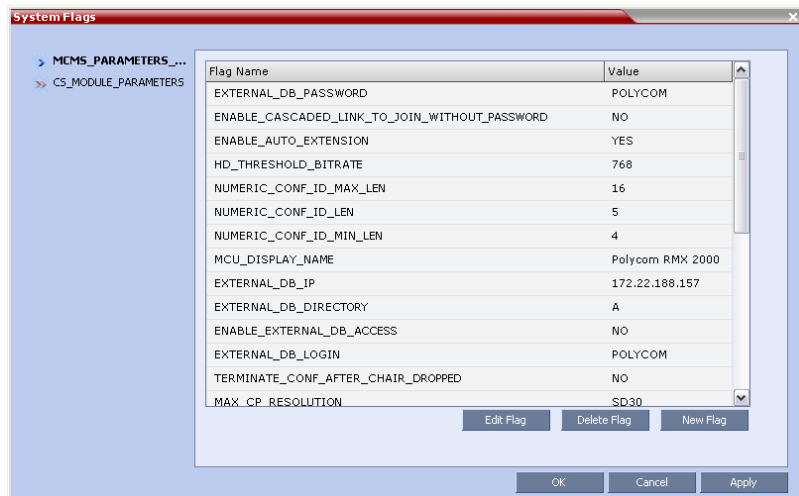 System Flags
MCMS_PARAMETERS_...
CS_MODULE_PARAMETERS
Flag Name Value
EXTERNAL_DB_PASSWORD POLYCOM
ENABLE_CASCADED_LINK_TO_JOIN_WITHOUT_PASSWORD NO
ENABLE_AUTO_EXTENSION YES
HD_THRESHOLD_BITRATE 768
NUMERIC_CONF_ID_MAX_LEN 16
NUMERIC_CONF_ID_LEN 5
NUMERIC_CONF_ID_MIN_LEN 4
MCU_DISPLAY_NAME Polycom RMX 2000
EXTERNAL_DB_IP 172.22.188.157
EXTERNAL_DB_DIRECTORY A
ENABLE_EXTERNAL_DB_ACCESS NO
EXTERNAL_DB_LOGIN POLYCOM
TERMINATE_CONF_AFTER_CHAIR_DROPPED NO
MAX_CP_RESOLUTION SD30
Edit Flag Delete Flag New Flag
OK Cancel Apply